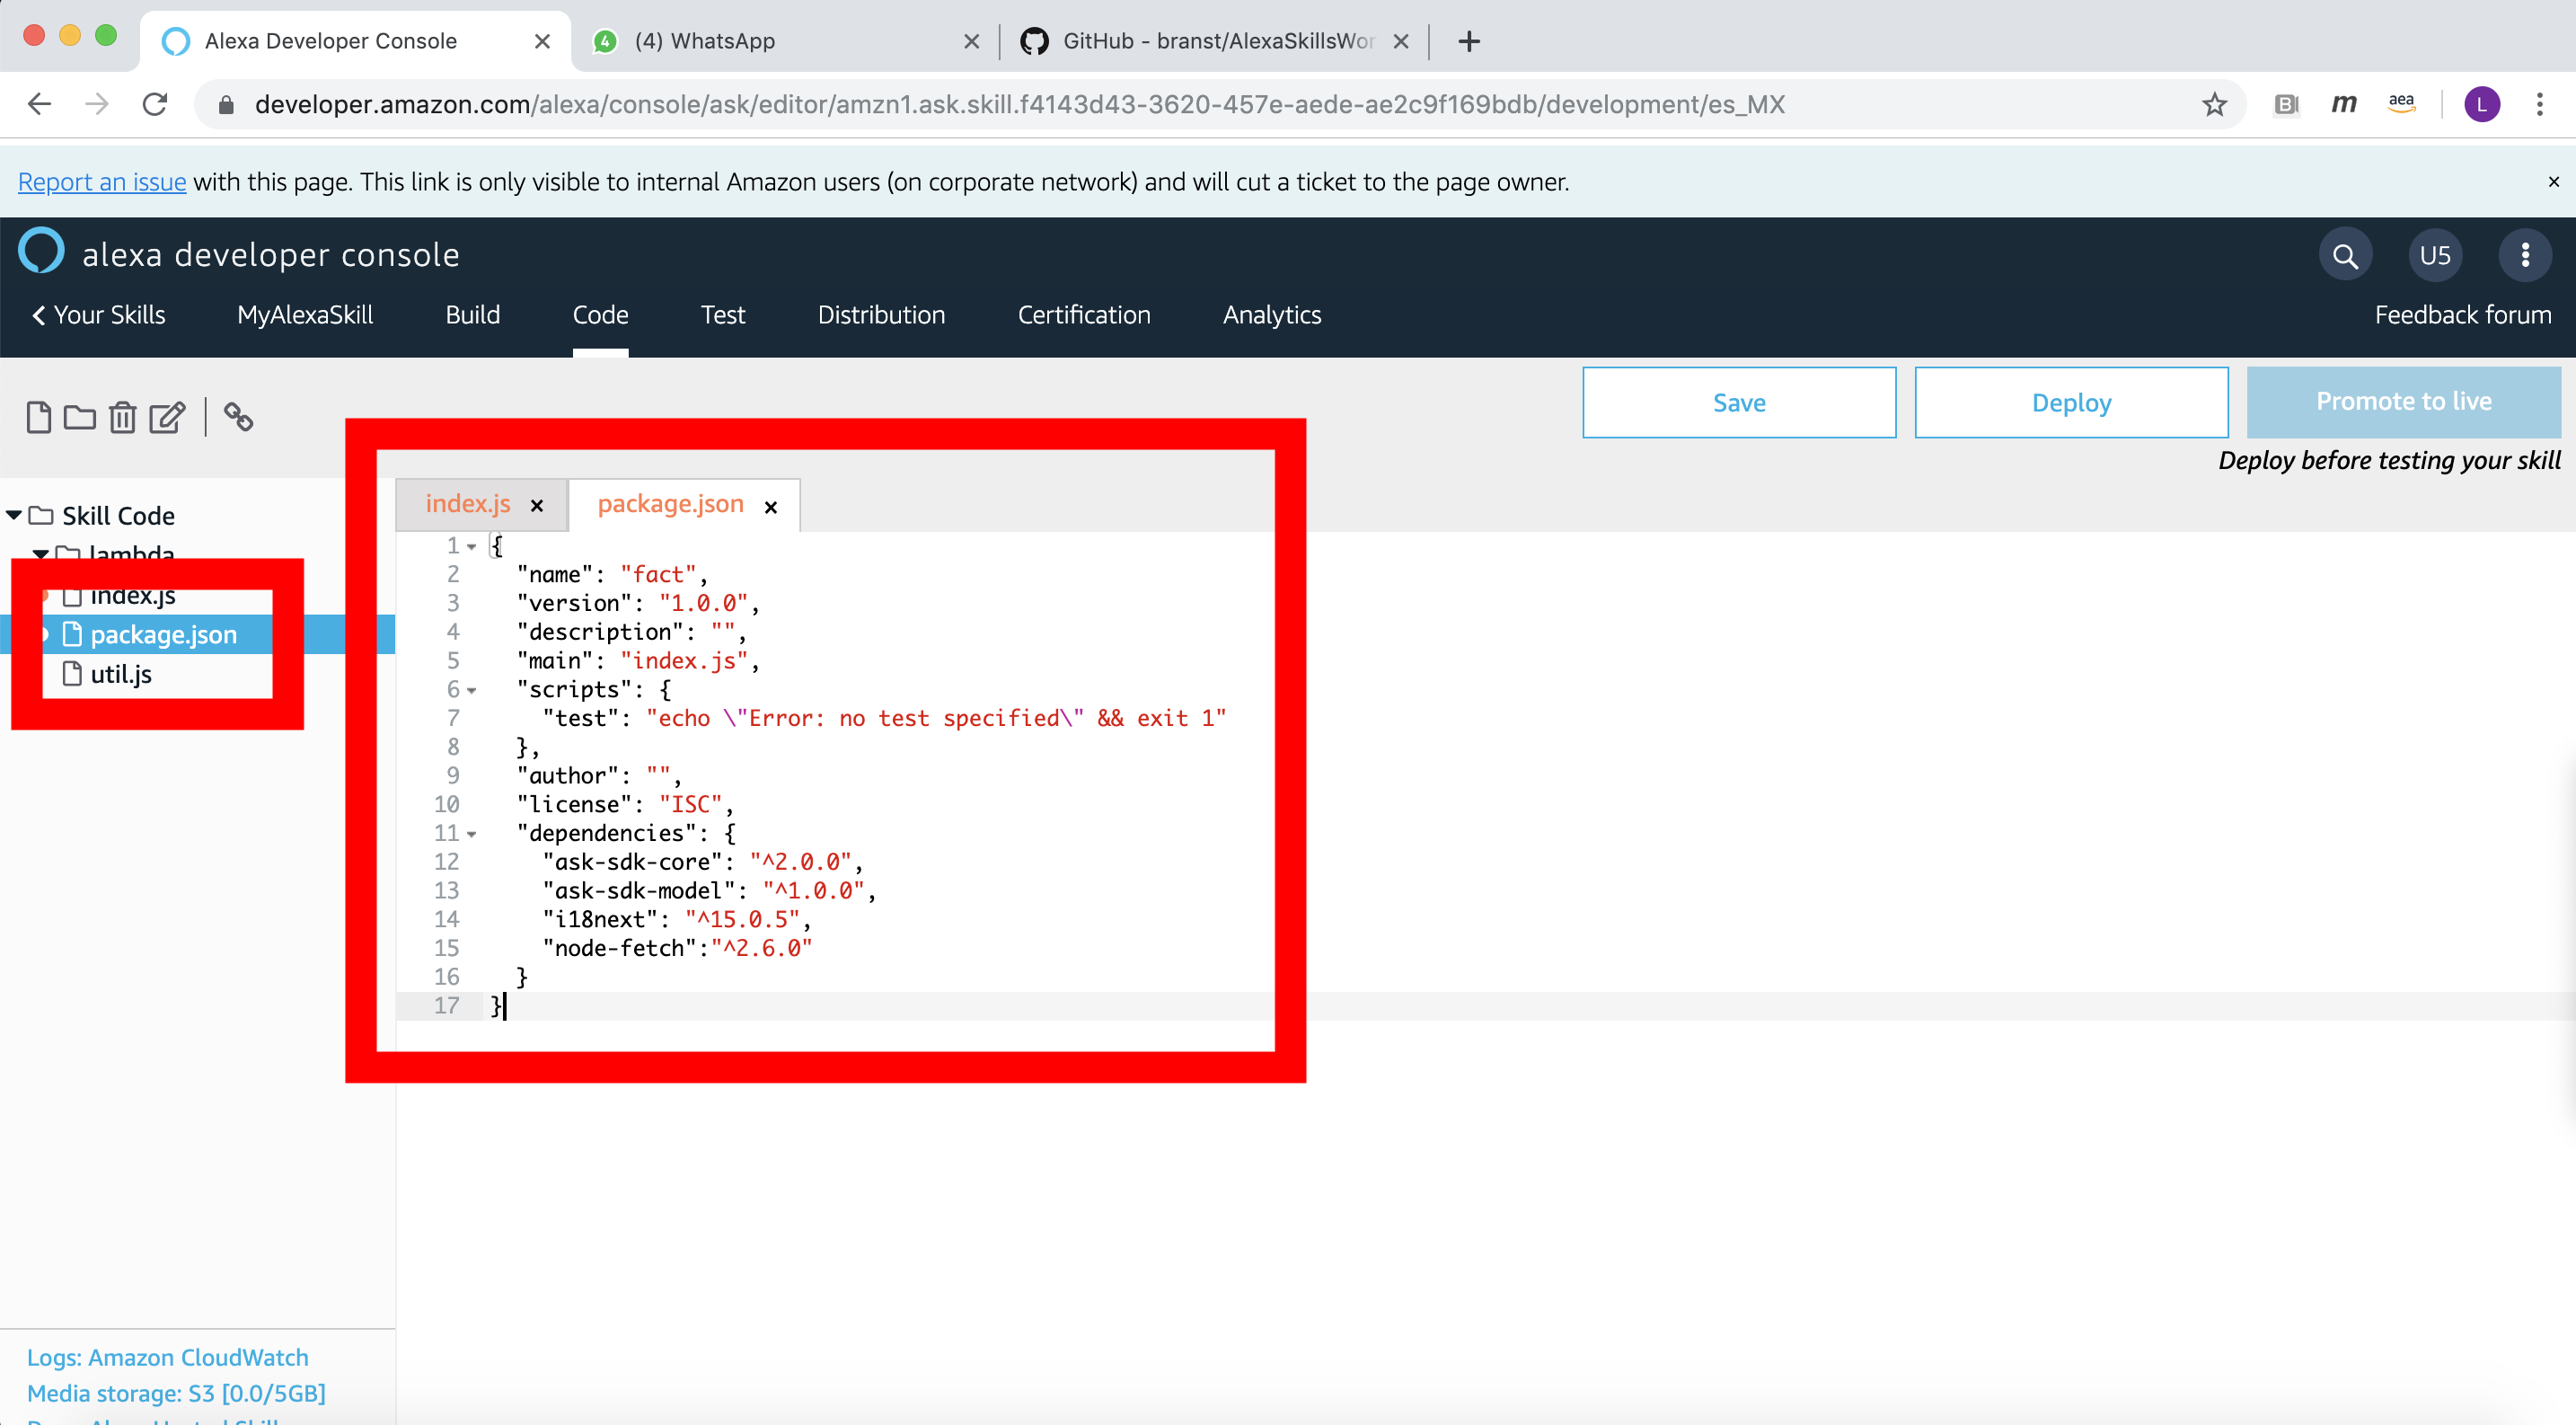 Alexa Developer Console
4
(4) WhatsApp
GitHub - branst/AlexaSkillsWor
developer.amazon.com/alexa/console/ask/editor/amzn1.ask.skill.f4143d43-3620-457e-aede-ae2c9f169bdb/development/es_MX
B
m
aea
L
Report an issue with this page. This link is only visible to internal Amazon users (on corporate network) and will cut a ticket to the page owner.
alexa developer console
U5
Your Skills
MyAlexaSkill
Build
Code
Test
Distribution
Certification
Analytics
Feedback forum
Save
Deploy
Promote to live
Deploy before testing your skill
Skill Code
lambda
index.js
package.json
util.js
index.js
package.json
1 {
2 "name": "fact",
3 "version": "1.0.0",
4 "description": "",
5 "main": "index.js",
6 "scripts": {
7 "test": "echo \"Error: no test specified\" && exit 1"
8 },
9 "author": "",
10 "license": "ISC",
11 "dependencies": {
12 "ask-sdk-core": "^2.0.0",
13 "ask-sdk-model": "^1.0.0",
14 "i18next": "^15.0.5",
15 "node-fetch":"^2.6.0"
16 }
17 }
Logs: Amazon CloudWatch
Media storage: S3 [0.0/5GB]